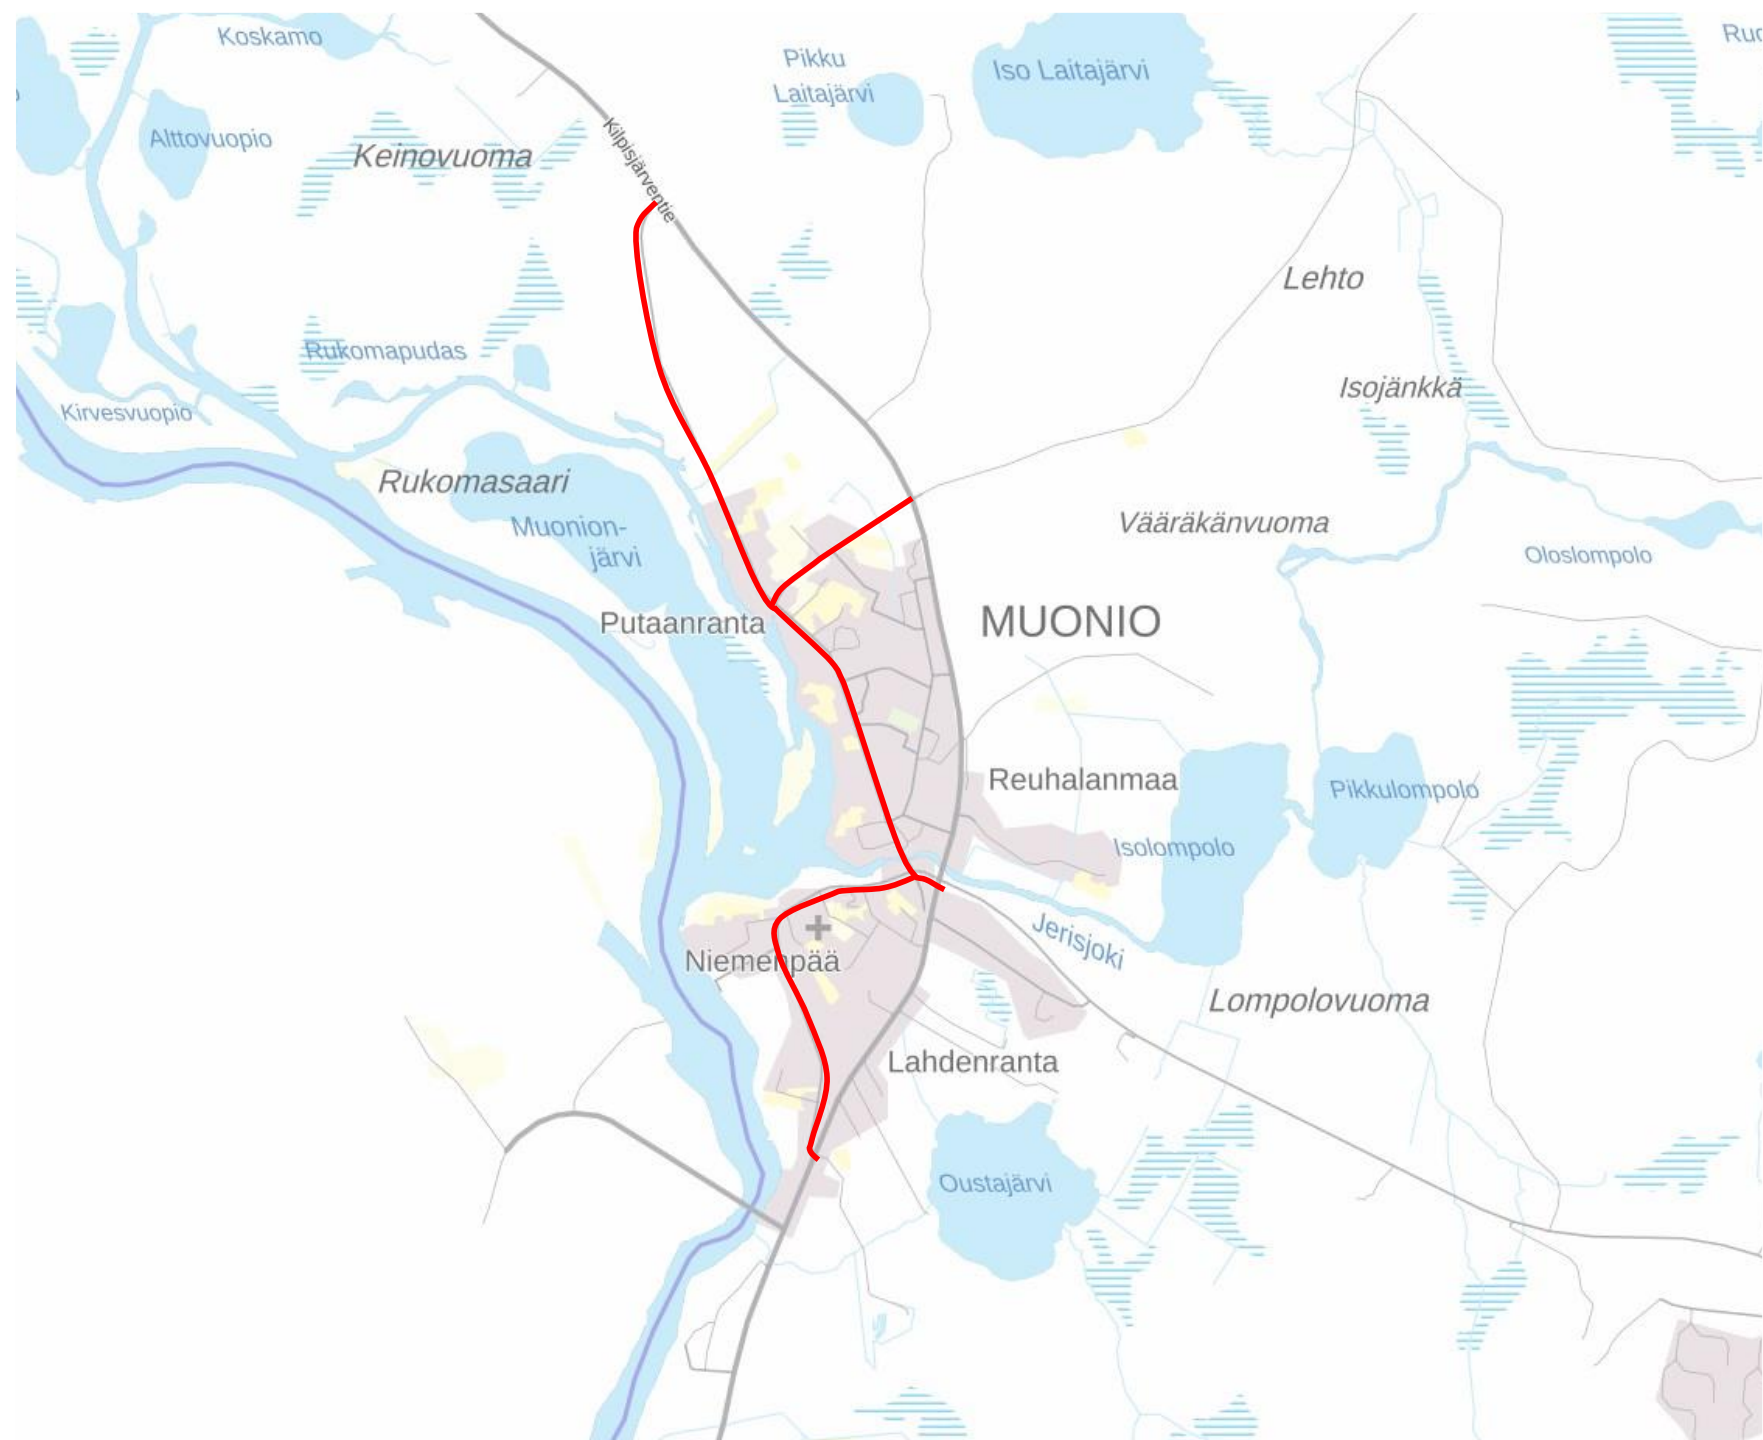 Koskamo
Pikku
Laitajärvi
Iso Laitajärvi
Alttovuopio
Keinovuoma
Kilpisjärventie
Lehto
Rukomapudas
Isojänkkä
Kirvesvuopio
Rukomasaari
Muonion-
järvi
Vääräkänvuoma
Oloslompolo
Putaanranta
MUONIO
Reuhalanmaa
Pikkulompolo
Isolompolo
Jerisjoki
Niemenpää
Lompolovuoma
Lahdenranta
Oustajärvi